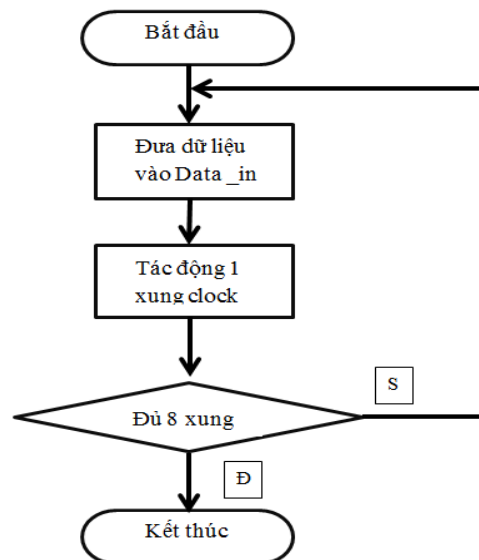 Bắt đầu
Đưa dữ liệu
vào Data _in
Tác động 1
xung clock
S
Đủ 8 xung
Đ
Kết thúc